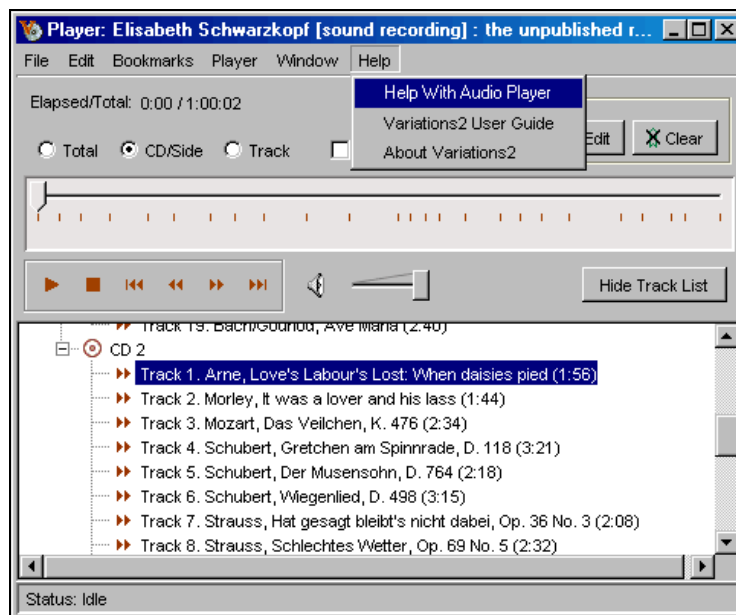 Player: Elisabeth Schwarzkopf [sound recording] : the unpublished r...
File Edit Bookmarks Player Window Help
Help With Audio Player
Elapsed/Total: 0:00 / 1:00:02
Variations2 User Guide
Edit Clear
Total CD/Side Track
About Variations2
Hide Track List
Track 19. Bach/Gounod, Ave Maria (2:40)
CD 2
Track 1. Arne, Love's Labour's Lost: When daisies pied (1:56)
Track 2. Morley, It was a lover and his lass (1:44)
Track 3. Mozart, Das Veilchen, K. 476 (2:34)
Track 4. Schubert, Gretchen am Spinnrade, D. 118 (3:21)
Track 5. Schubert, Der Musensohn, D. 764 (2:18)
Track 6. Schubert, Wiegenlied, D. 498 (3:15)
Track 7. Strauss, Hat gesagt bleibt's nicht dabei, Op. 36 No. 3 (2:08)
Track 8. Strauss, Schlechtes Wetter, Op. 69 No. 5 (2:32)
Status: Idle